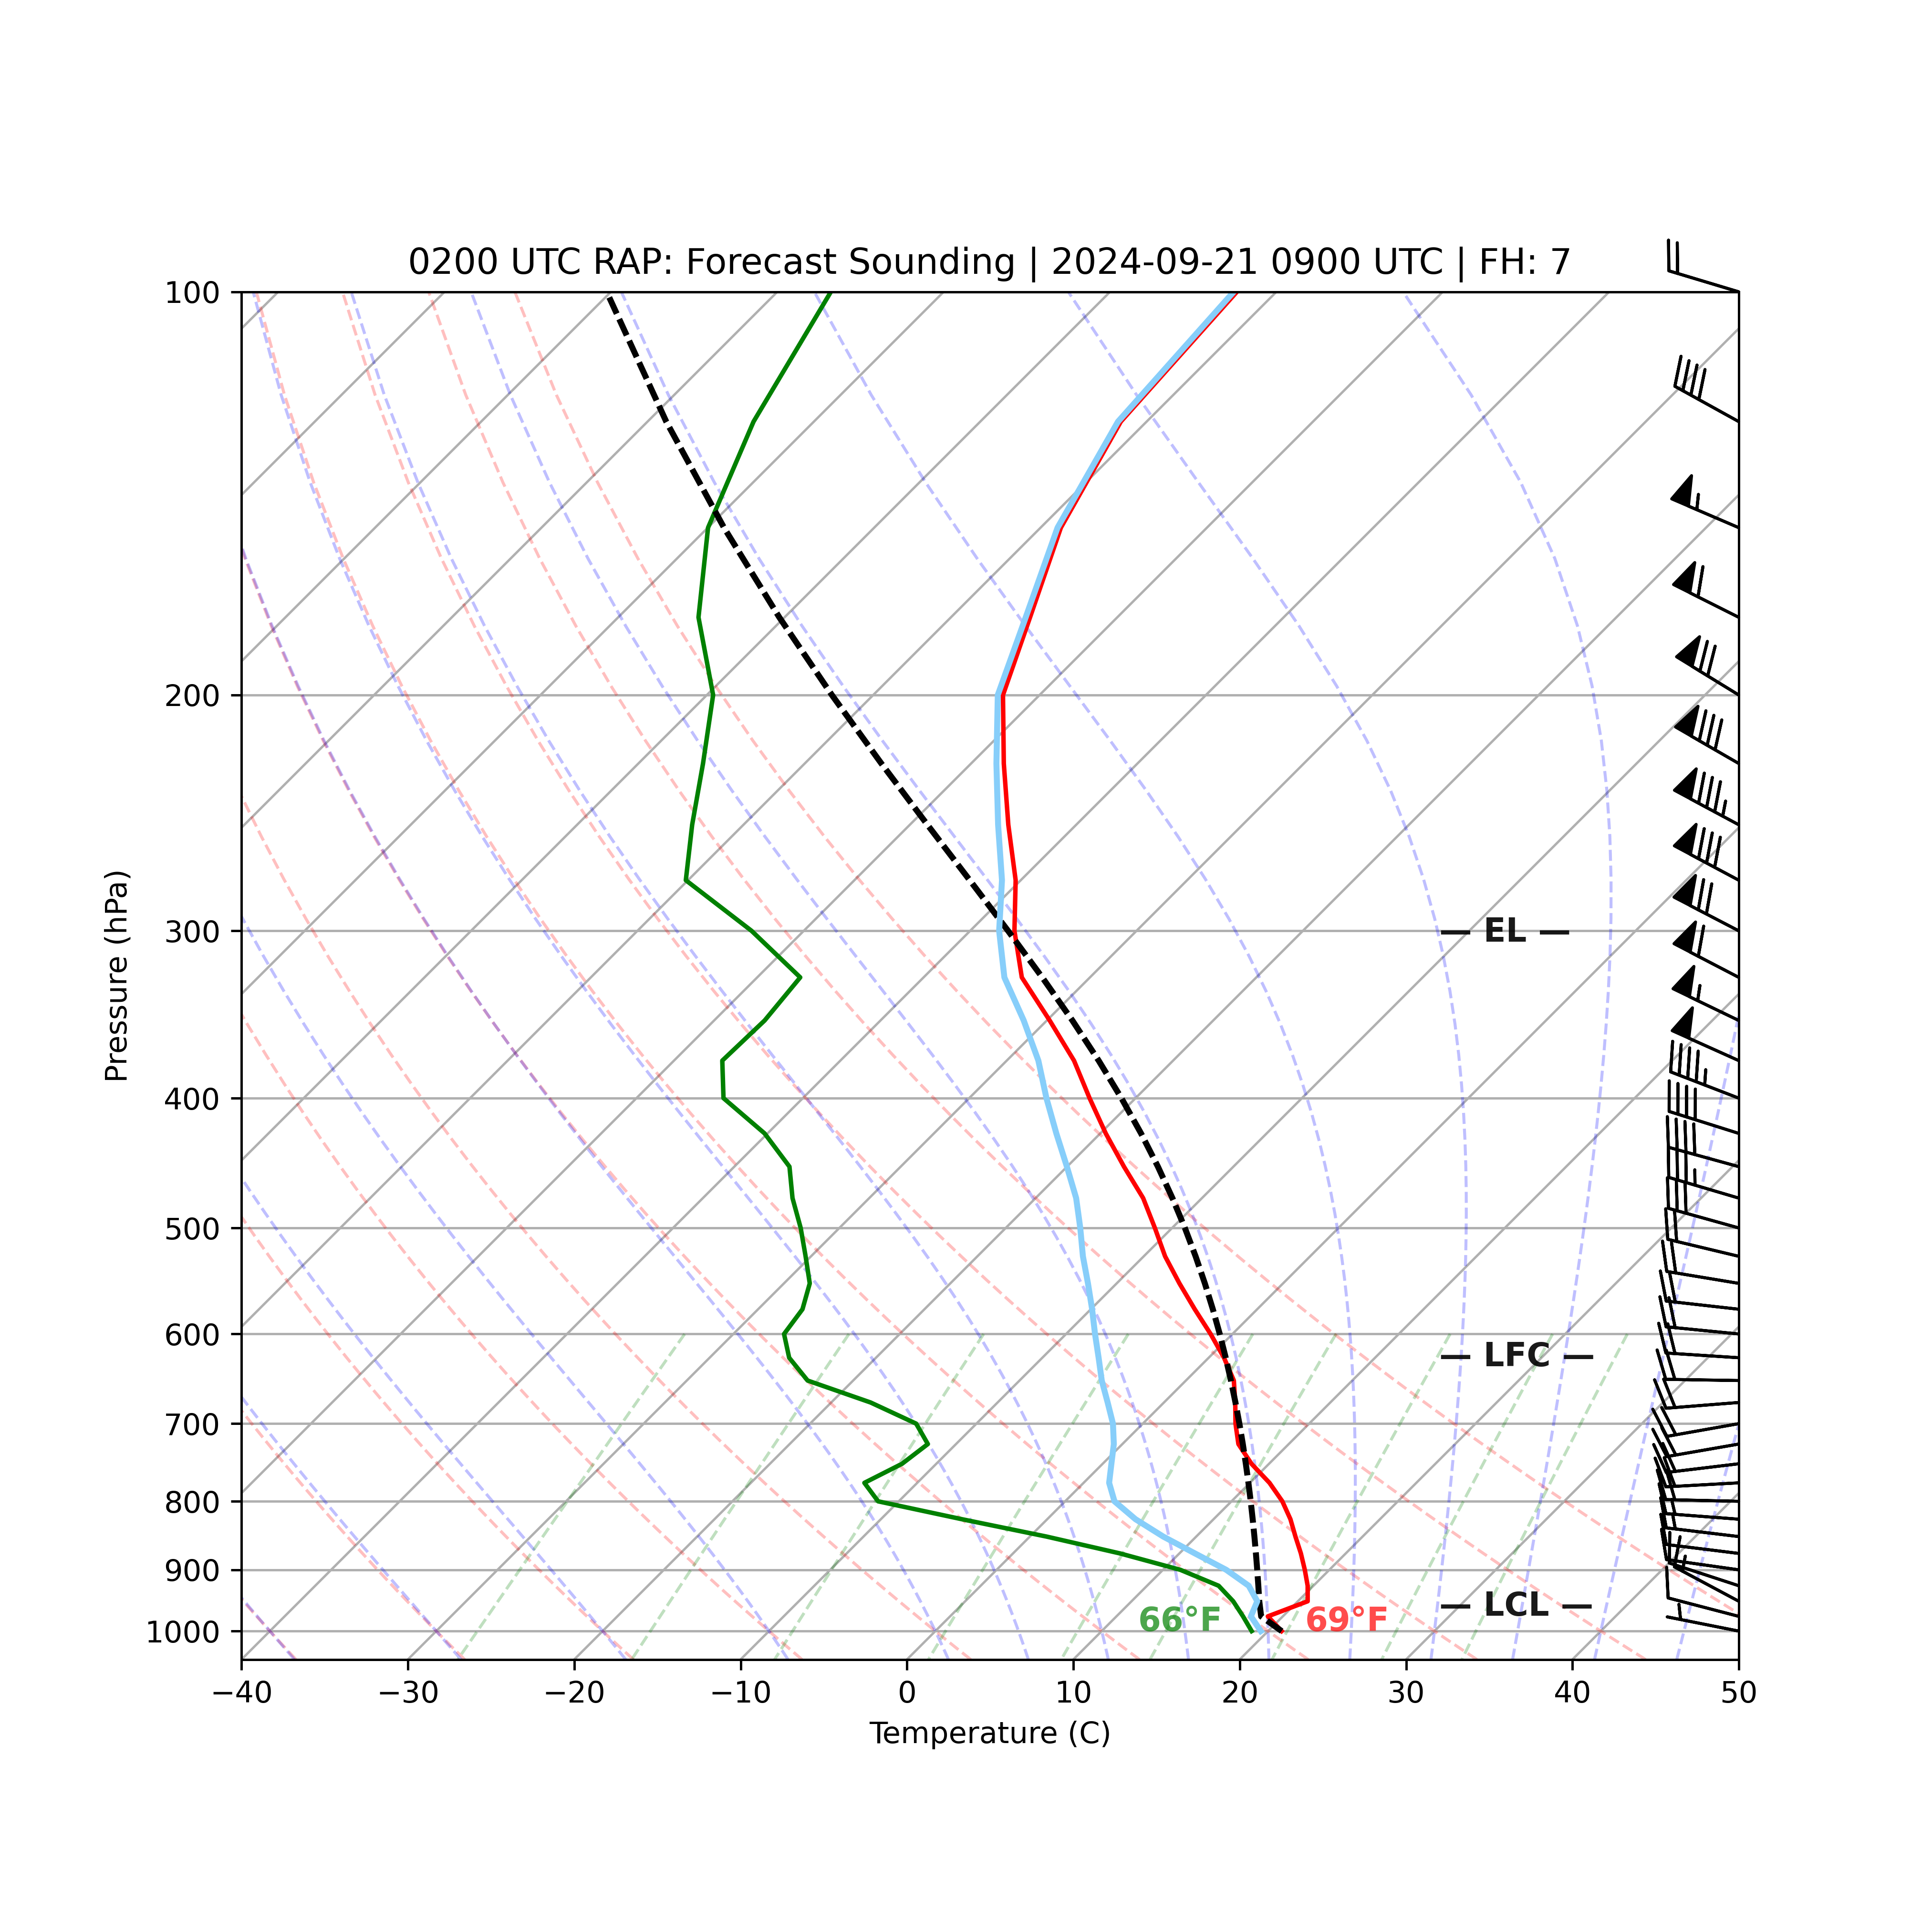 0200 UTC RAP: Forecast Sounding | 2024-09-21 0900 UTC | FH: 7
100
200
300
400
500
600
700
800
900
1000
Pressure (hPa)
— EL —
— LFC —
— LCL —
66°F
69°F
−40 −30 −20 −10 0 10 20 30 40 50
Temperature (C)